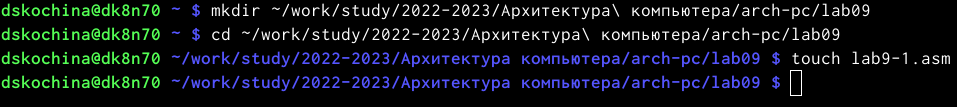 dskochina@dk8n70 ~ $ mkdir ~/work/study/2022-2023/Архитектура\ компьютера/arch-pc/lab09
dskochina@dk8n70 ~ $ cd ~/work/study/2022-2023/Архитектура\ компьютера/arch-pc/lab09
dskochina@dk8n70 ~/work/study/2022-2023/Архитектура компьютера/arch-pc/lab09 $ touch lab9-1.asm
dskochina@dk8n70 ~/work/study/2022-2023/Архитектура компьютера/arch-pc/lab09 $